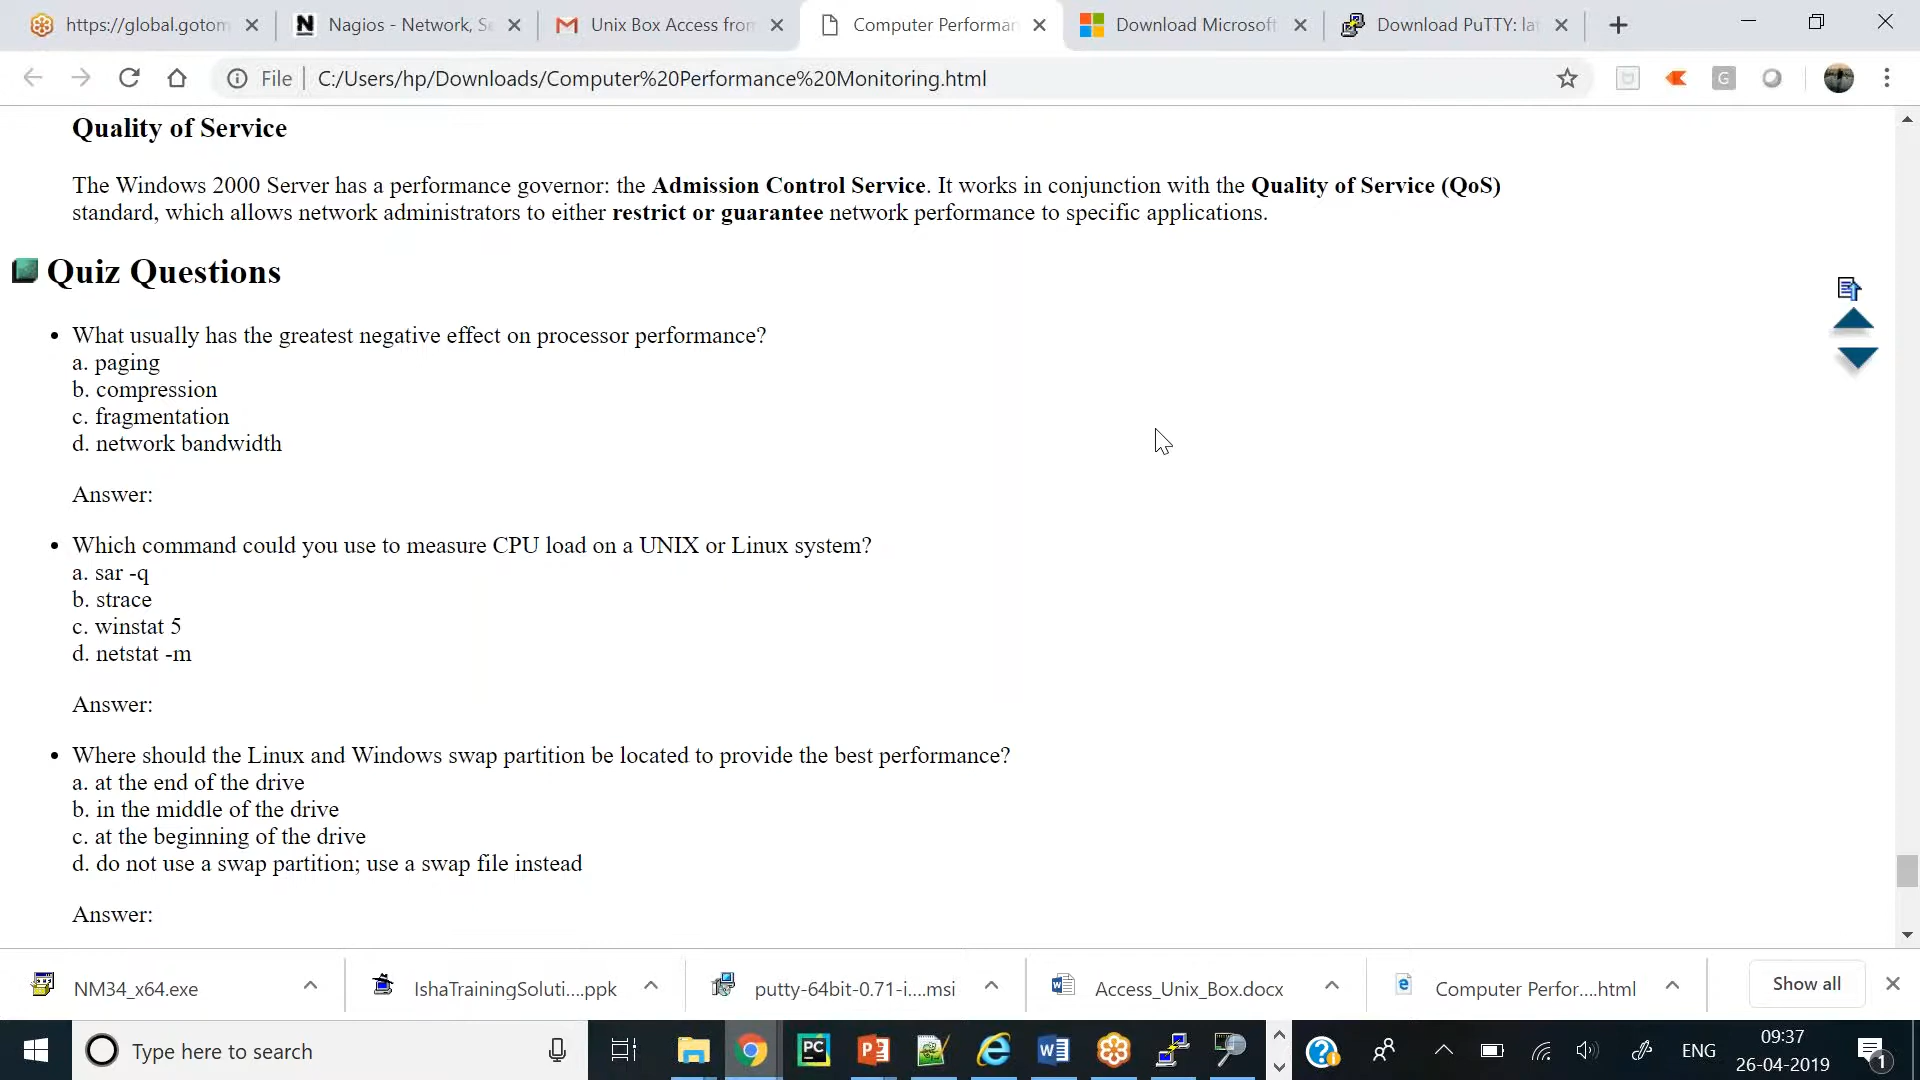 https://global.gotom
Nagios - Network, Se
Unix Box Access from
Computer Performan
Download Microsoft
Download PuTTY: lat
File
C:/Users/hp/Downloads/Computer%20Performance%20Monitoring.html
Quality of Service
The Windows 2000 Server has a performance governor: the Admission Control Service. It works in conjunction with the Quality of Service (QoS)
standard, which allows network administrators to either restrict or guarantee network performance to specific applications.
Quiz Questions
• What usually has the greatest negative effect on processor performance?
a. paging
b. compression
c. fragmentation
d. network bandwidth
Answer:
• Which command could you use to measure CPU load on a UNIX or Linux system?
a. sar -q
b. strace
c. winstat 5
d. netstat -m
Answer:
• Where should the Linux and Windows swap partition be located to provide the best performance?
a. at the end of the drive
b. in the middle of the drive
c. at the beginning of the drive
d. do not use a swap partition; use a swap file instead
Answer:
NM34_x64.exe
IshaTrainingSoluti....ppk
putty-64bit-0.71-i....msi
Access_Unix_Box.docx
Computer Perfor....html
Show all
Type here to search
ENG
09:37
26-04-2019
1